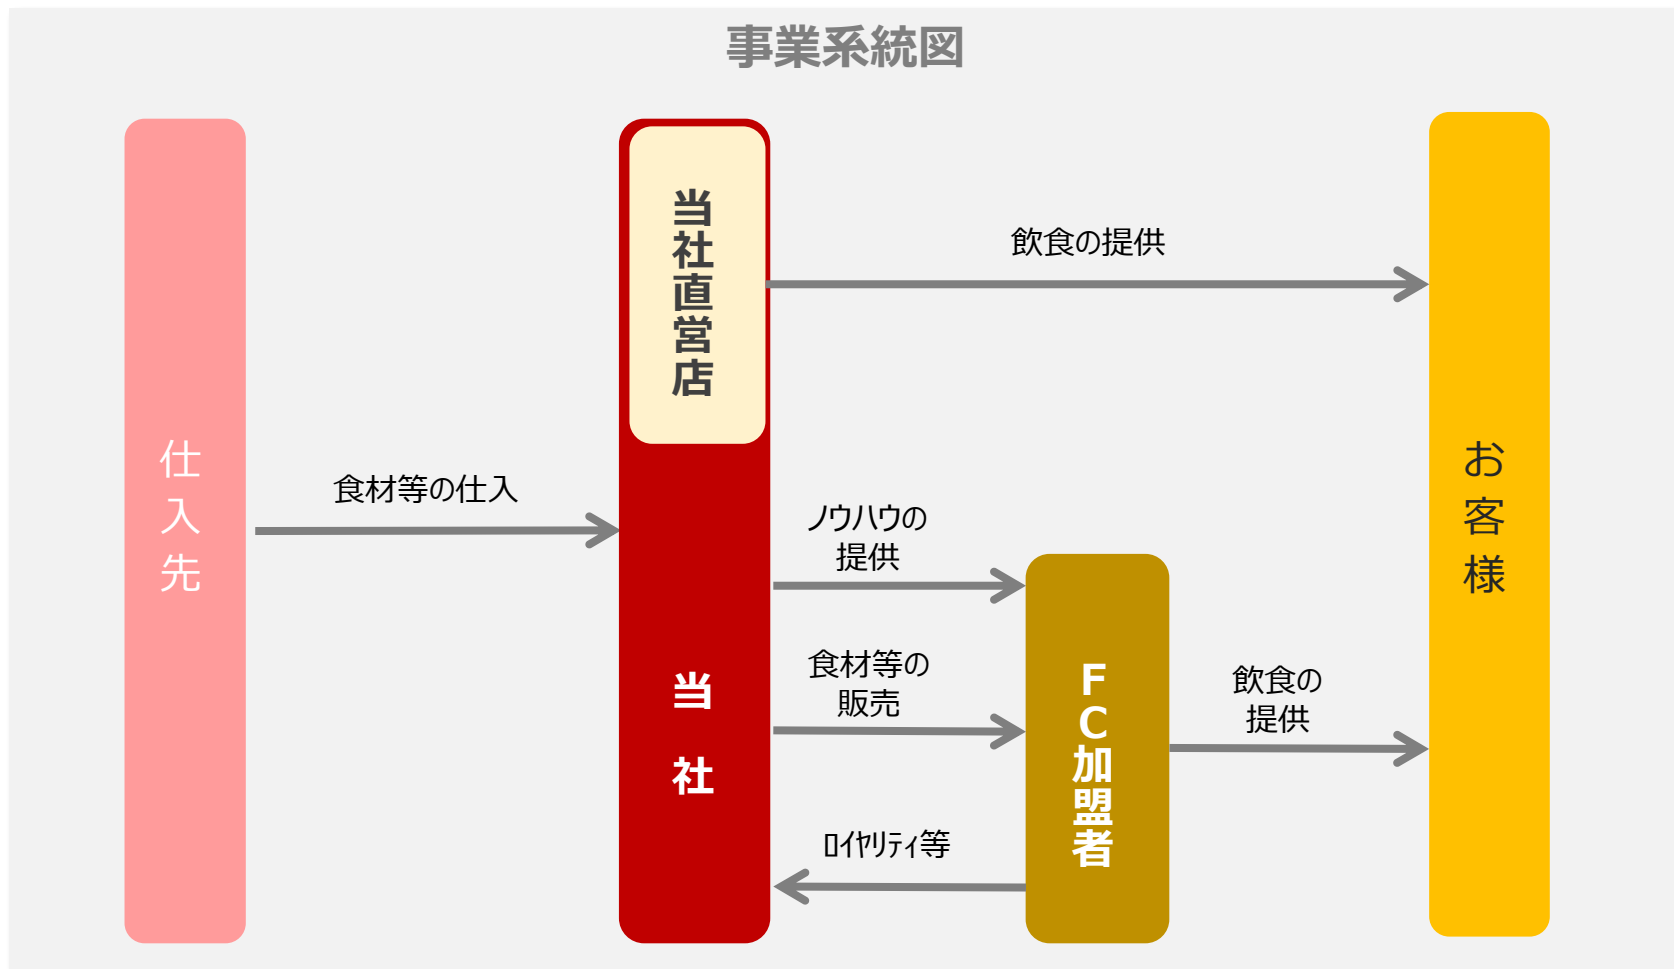 事業系統図
仕入先
食材等の仕入
当社直営店
当社
飲食の提供
ノウハウの
提供
食材等の
販売
ﾛｲﾔﾘﾃｨ等
FC加盟者
飲食の
提供
お客様